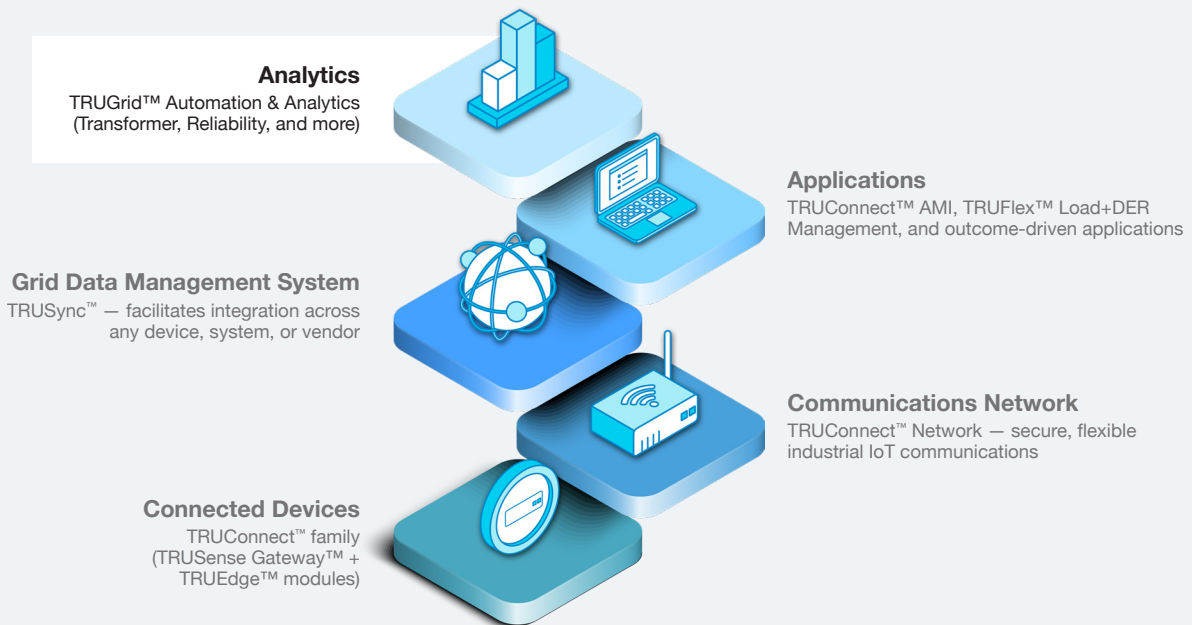 Analytics
TRUGrid™ Automation & Analytics
(Transformer, Reliability, and more)
Applications
TRUConnect™ AMI, TRUFlex™ Load+DER
Management, and outcome-driven applications
Grid Data Management System
TRUSync™ — facilitates integration across
any device, system, or vendor
Communications Network
TRUConnect™ Network — secure, flexible
industrial IoT communications
Connected Devices
TRUConnect™ family
(TRUSense Gateway™ +
TRUEdge™ modules)